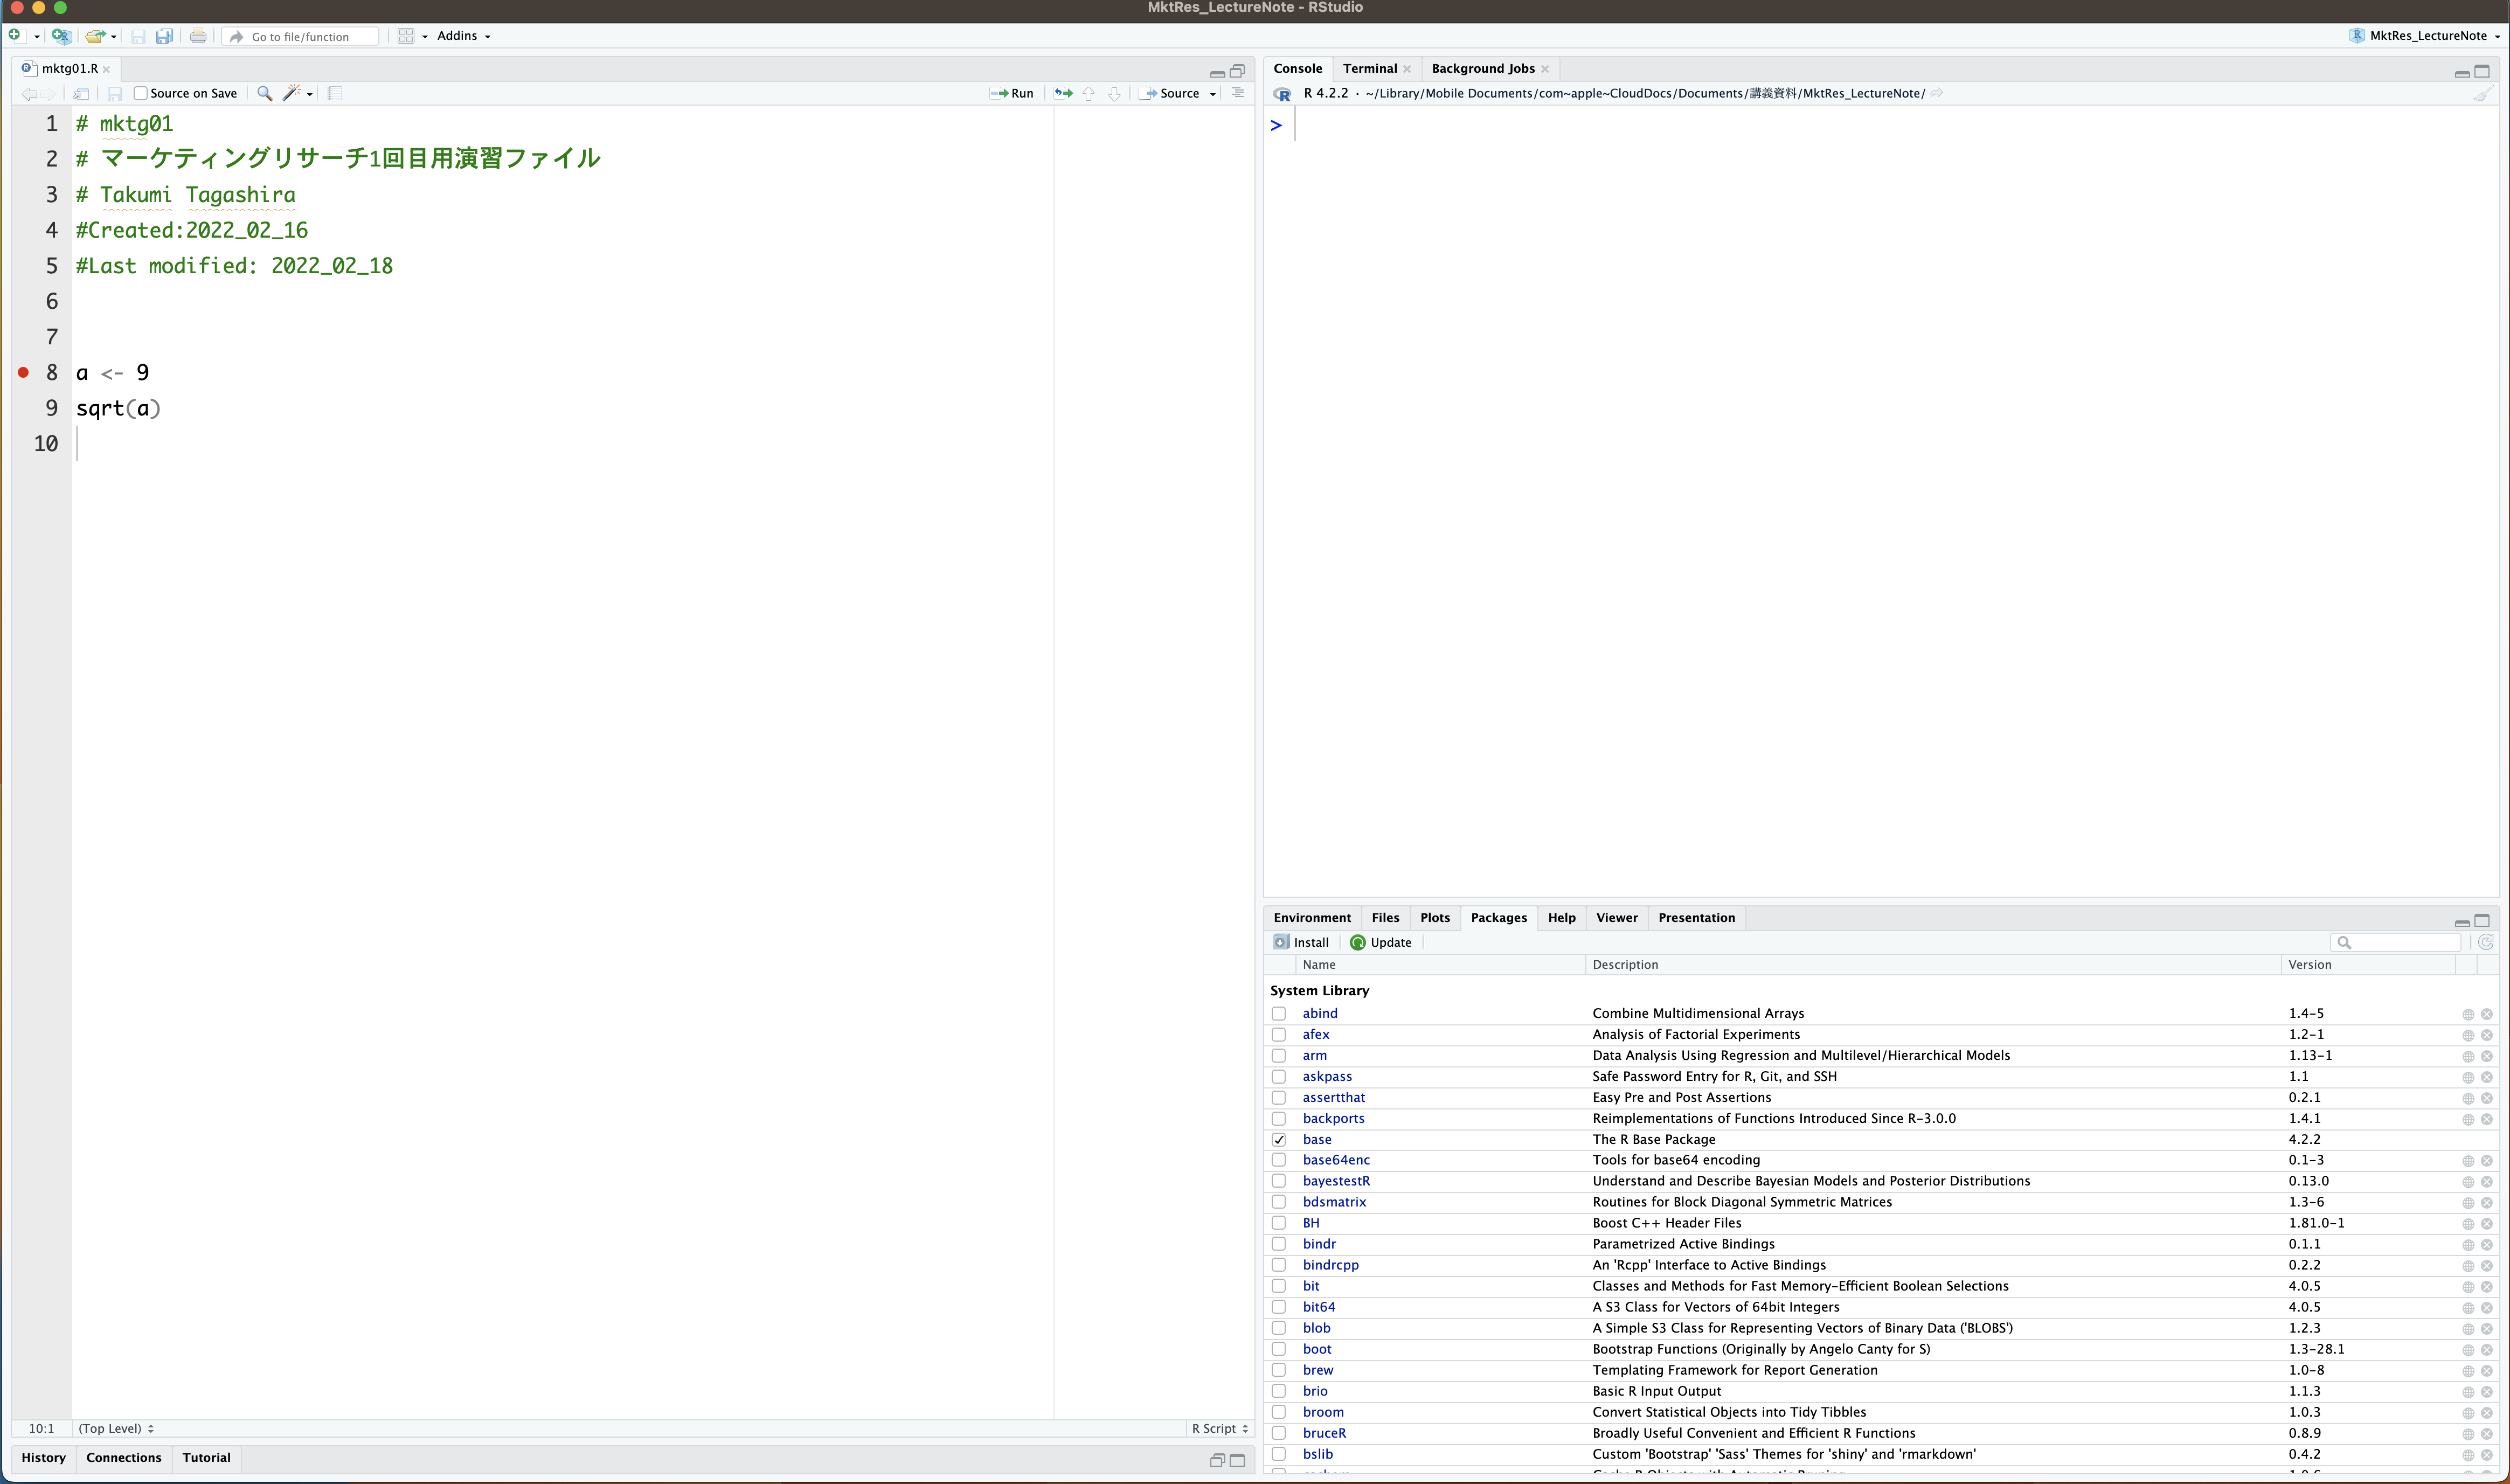 MktRes_LectureNote - RStudio
Go to file/function Addins MktRes_LectureNote
mktg01.R
Source on Save Run Source
1 # mktg01
2 # マーケティングリサーチ1回目用演習ファイル
3 # Takumi Tagashira
4 #Created:2022_02_16
5 #Last modified: 2022_02_18
6
7
8 a <- 9
9 sqrt(a)
10
10:1 (Top Level) R Script
History Connections Tutorial
Console Terminal Background Jobs
R 4.2.2 · ~/Library/Mobile Documents/com~apple~CloudDocs/Documents/講義資料/MktRes_LectureNote/
>
Environment Files Plots Packages Help Viewer Presentation
Install Update
Name Description Version
System Library
abind Combine Multidimensional Arrays 1.4-5
afex Analysis of Factorial Experiments 1.2-1
arm Data Analysis Using Regression and Multilevel/Hierarchical Models 1.13-1
askpass Safe Password Entry for R, Git, and SSH 1.1
assertthat Easy Pre and Post Assertions 0.2.1
backports Reimplementations of Functions Introduced Since R-3.0.0 1.4.1
base The R Base Package 4.2.2
base64enc Tools for base64 encoding 0.1-3
bayestestR Understand and Describe Bayesian Models and Posterior Distributions 0.13.0
bdsmatrix Routines for Block Diagonal Symmetric Matrices 1.3-6
BH Boost C++ Header Files 1.81.0-1
bindr Parametrized Active Bindings 0.1.1
bindrcpp An 'Rcpp' Interface to Active Bindings 0.2.2
bit Classes and Methods for Fast Memory-Efficient Boolean Selections 4.0.5
bit64 A S3 Class for Vectors of 64bit Integers 4.0.5
blob A Simple S3 Class for Representing Vectors of Binary Data ('BLOBS') 1.2.3
boot Bootstrap Functions (Originally by Angelo Canty for S) 1.3-28.1
brew Templating Framework for Report Generation 1.0-8
brio Basic R Input Output 1.1.3
broom Convert Statistical Objects into Tidy Tibbles 1.0.3
bruceR Broadly Useful Convenient and Efficient R Functions 0.8.9
bslib Custom 'Bootstrap' 'Sass' Themes for 'shiny' and 'rmarkdown' 0.4.2